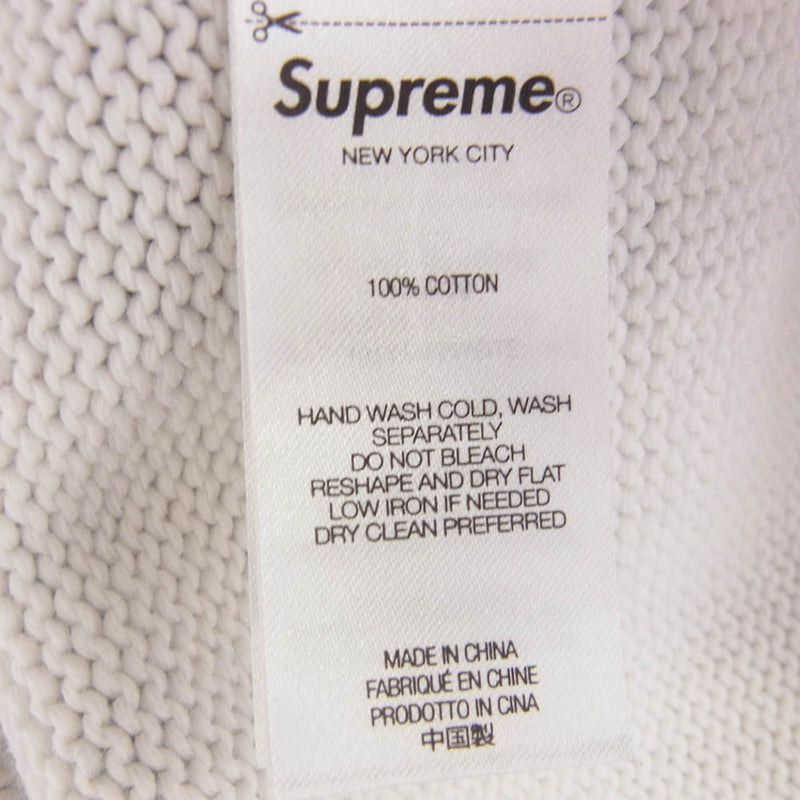 Supreme®
NEW YORK CITY
100% COTTON
HAND WASH COLD, WASH
SEPARATELY
DO NOT BLEACH
RESHAPE AND DRY FLAT
LOW IRON IF NEEDED
DRY CLEAN PREFERRED
MADE IN CHINA
FABRIQUÉ EN CHINE
PRODOTTO IN CINA
中国製